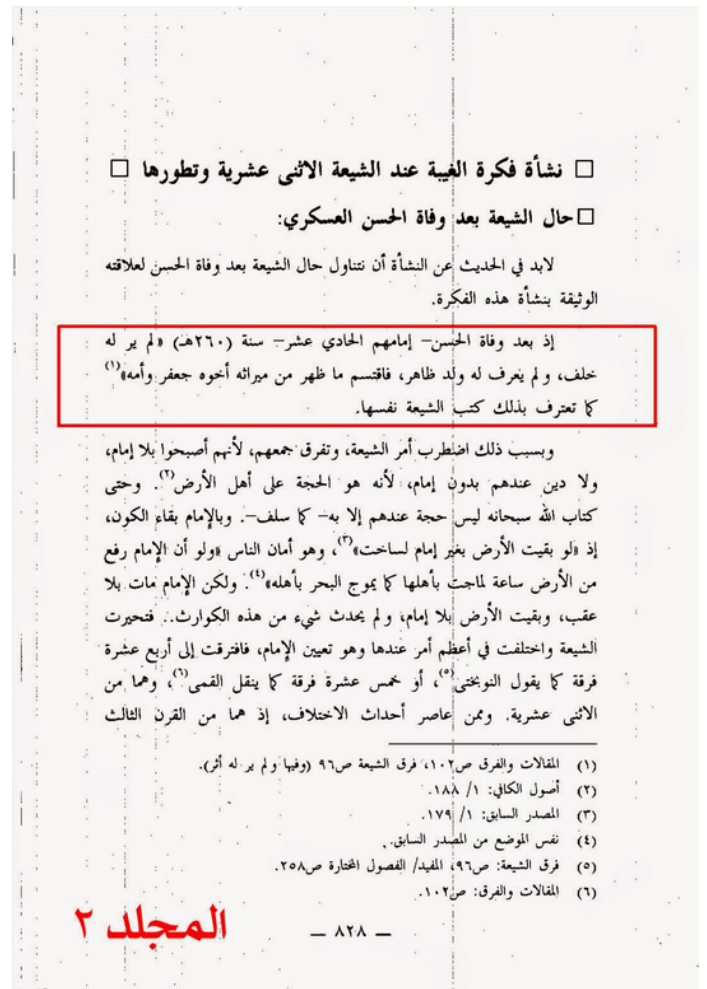 □ نشأة فكرة الغيبة عند الشيعة الاثنى عشرية وتطورها □
□ حال الشيعة بعد وفاة الحسن العسكري:
لابد في الحديث عن النشأة أن نتناول حال الشيعة بعد وفاة الحسن لعلاقته
الوثيقة بنشأة هذه الفكرة.
إذ بعد وفاة الحسن– إمامهم الحادي عشر– سنة (٢٦٠هـ) «لم ير له
خلف، ولم يعرف له ولد ظاهر، فاقتسم ما ظهر من ميراثه أخوه جعفر وأمه»(١)
كما تعترف بذلك كتب الشيعة نفسها.
وبسبب ذلك اضطرب أمر الشيعة، وتفرق جمعهم، لأنهم أصبحوا بلا إمام،
ولا دين عندهم بدون إمام، لأنه هو الحجة على أهل الأرض(٢). وحتى
كتاب الله سبحانه ليس حجة عندهم إلا به– كما سلف–. وبالإمام بقاء الكون،
إذ «لو بقيت الأرض بغير إمام لساخت»(٣)، وهو أمان الناس «ولو أن الإمام رفع
من الأرض ساعة لماجت بأهلها كما يموج البحر بأهله»(٤). ولكن الإمام مات بلا
عقب، وبقيت الأرض بلا إمام، ولم يحدث شيء من هذه الكوارث.. فتحيرت
الشيعة واختلفت في أعظم أمر عندها وهو تعيين الإمام، فافترقت إلى أربع عشرة
فرقة كما يقول النوبختى(٥)، أو خمس عشرة فرقة كما ينقل القمى(٦)، وهما من
الاثنى عشرية. وممن عاصر أحداث الاختلاف، إذ هما من القرن الثالث
(١) المقالات والفرق ص١٠٢، فرق الشيعة ص٩٦ (وفيها ولم ير له أثر).
(٢) أصول الكافي: ١/ ١٨٨.
(٣) المصدر السابق: ١/ ١٧٩.
(٤) نفس الموضع من المصدر السابق.
(٥) فرق الشيعة: ص٩٦، المفيد/ الفصول المختارة ص٢٥٨.
(٦) المقالات والفرق: ص١٠٢.
– ٨٢٨ –
المجلد ٢